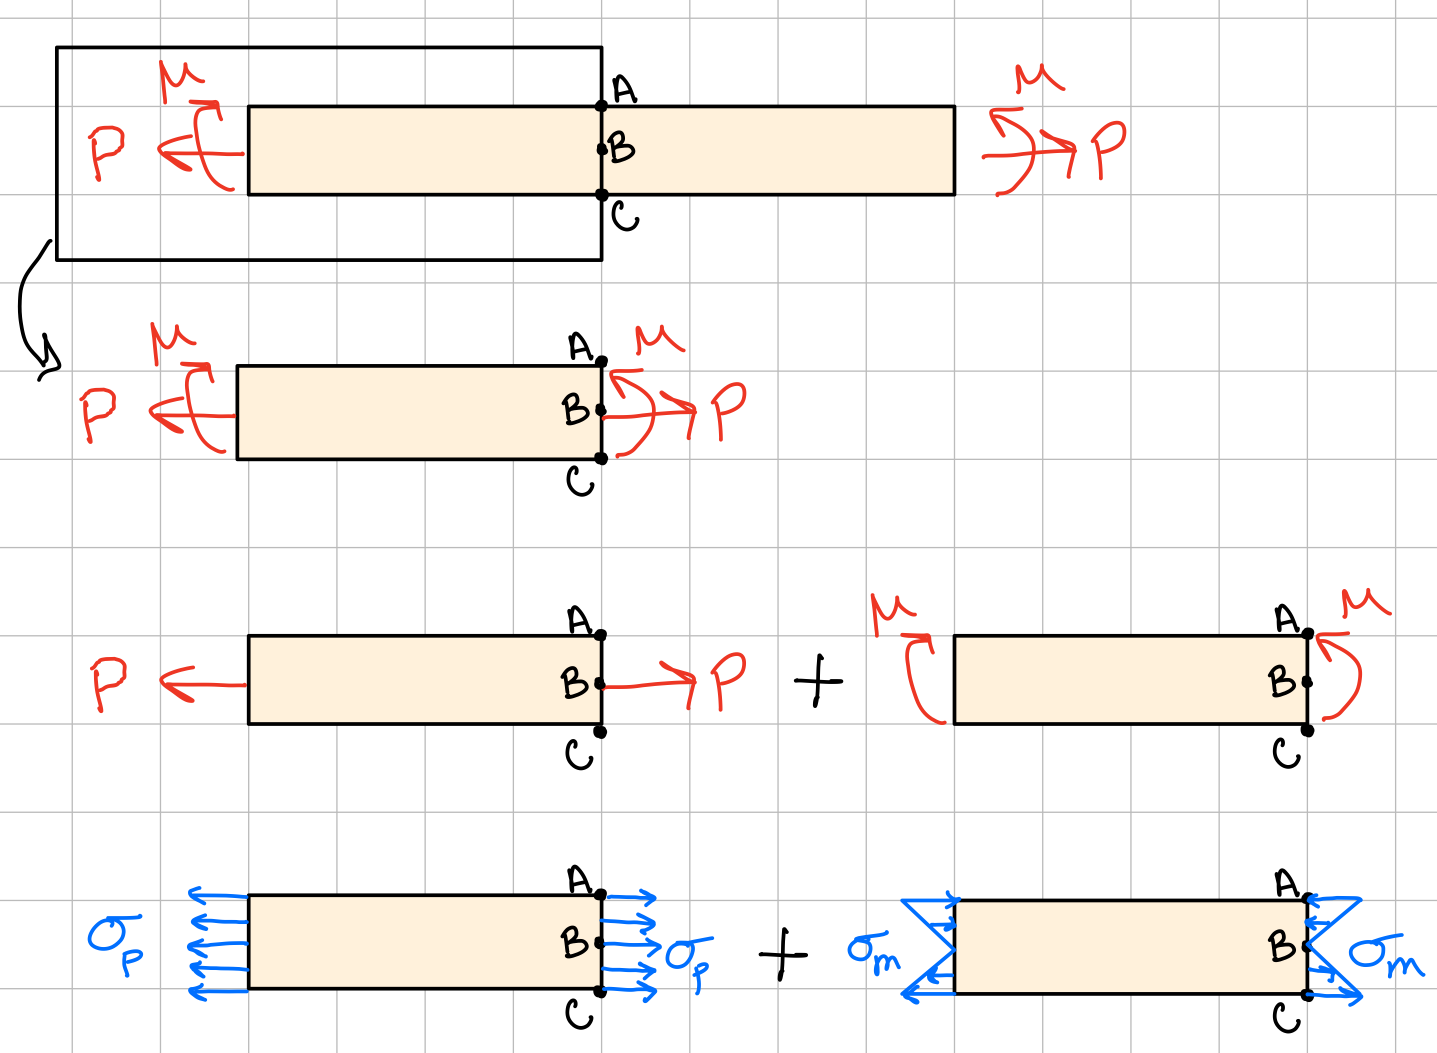 M A M
P B P
C
M A M
P B P
C
A M A M
P B P + B
C C
A A
σp B σp + σm B σm
C C